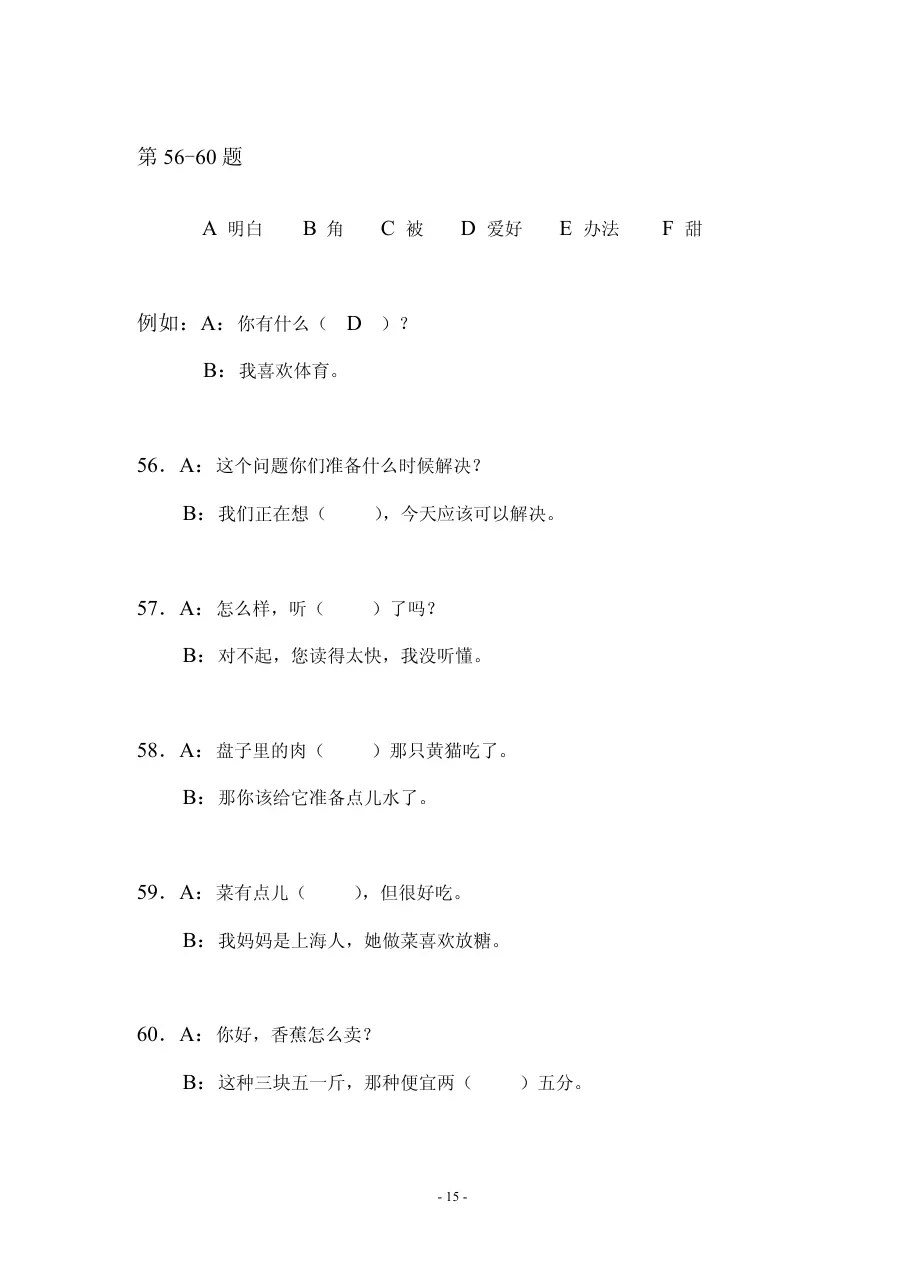 第 56-60 题
A 明白 B 角 C 被 D 爱好 E 办法 F 甜
例如：A：你有什么（ D ）？
B：我喜欢体育。
56．A：这个问题你们准备什么时候解决？
B：我们正在想（ ），今天应该可以解决。
57．A：怎么样，听（ ）了吗？
B：对不起，您读得太快，我没听懂。
58．A：盘子里的肉（ ）那只黄猫吃了。
B：那你该给它准备点儿水了。
59．A：菜有点儿（ ），但很好吃。
B：我妈妈是上海人，她做菜喜欢放糖。
60．A：你好，香蕉怎么卖？
B：这种三块五一斤，那种便宜两（ ）五分。
- 15 -